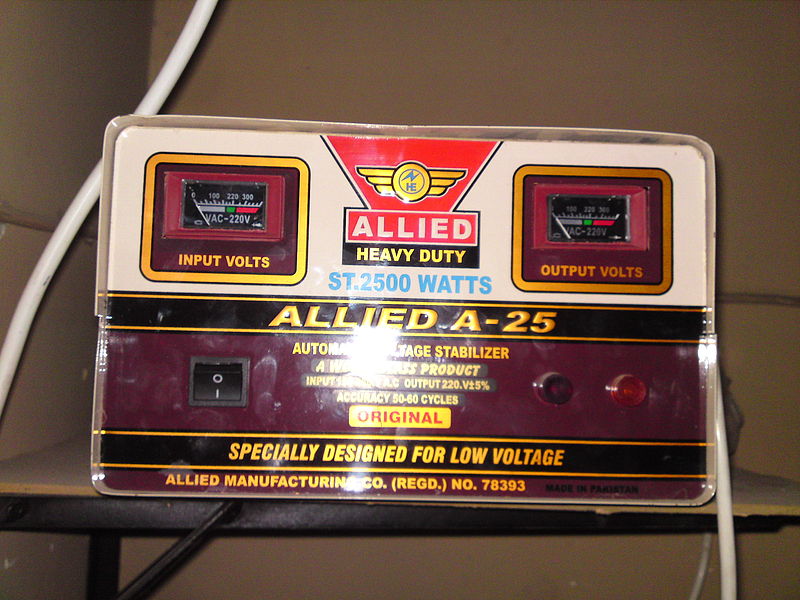 0 100 220 300
VAC-220V
INPUT VOLTS
HE
ALLIED
HEAVY DUTY
ST.2500 WATTS
100 220 300
VAC-220V
OUTPUT VOLTS
ALLIED A-25
VOLTAGE STABILIZER
A PRODUCT
INPUT A.C OUTPUT 220.V±5%
ACCURACY 50-60 CYCLES
ORIGINAL
SPECIALLY DESIGNED FOR LOW VOLTAGE
ALLIED MANUFACTURING CO. (REGD.) NO. 78393
MADE IN PAKISTAN